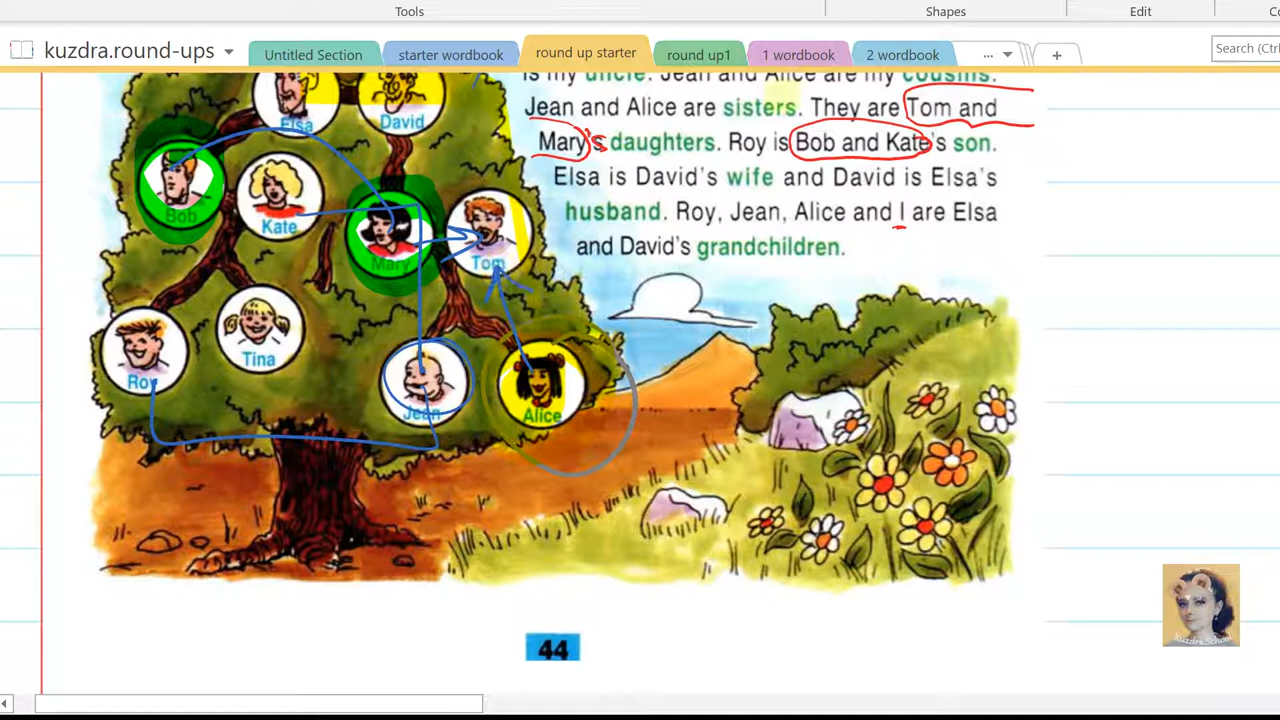 Tools
Shapes
Edit
kuzdra.round-ups
Untitled Section
starter wordbook
round up starter
round up1
1 wordbook
2 wordbook
...
+
Search (Ct
is my uncle. Jean and Alice are my cousins.
Jean and Alice are sisters. They are Tom and
Mary's daughters. Roy is Bob and Kate's son.
Elsa is David's wife and David is Elsa's
husband. Roy, Jean, Alice and I are Elsa
and David's grandchildren.
Elsa
David
Bob
Kate
Mary
Tom
Roy
Tina
Jean
Alice
44
Kuzdra School